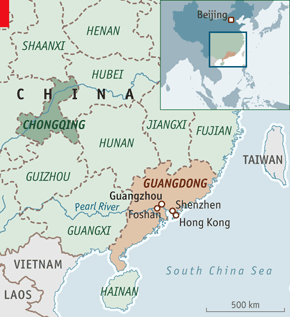 Beijing
HENAN
SHAANXI
HUBEI
CHINA
CHONGQING
JIANGXI
FUJIAN
HUNAN
TAIWAN
GUIZHOU
GUANGDONG
Guangzhou
Shenzhen
Pearl River
Foshan
Hong Kong
GUANGXI
VIETNAM
South China Sea
LAOS
HAINAN
500 km